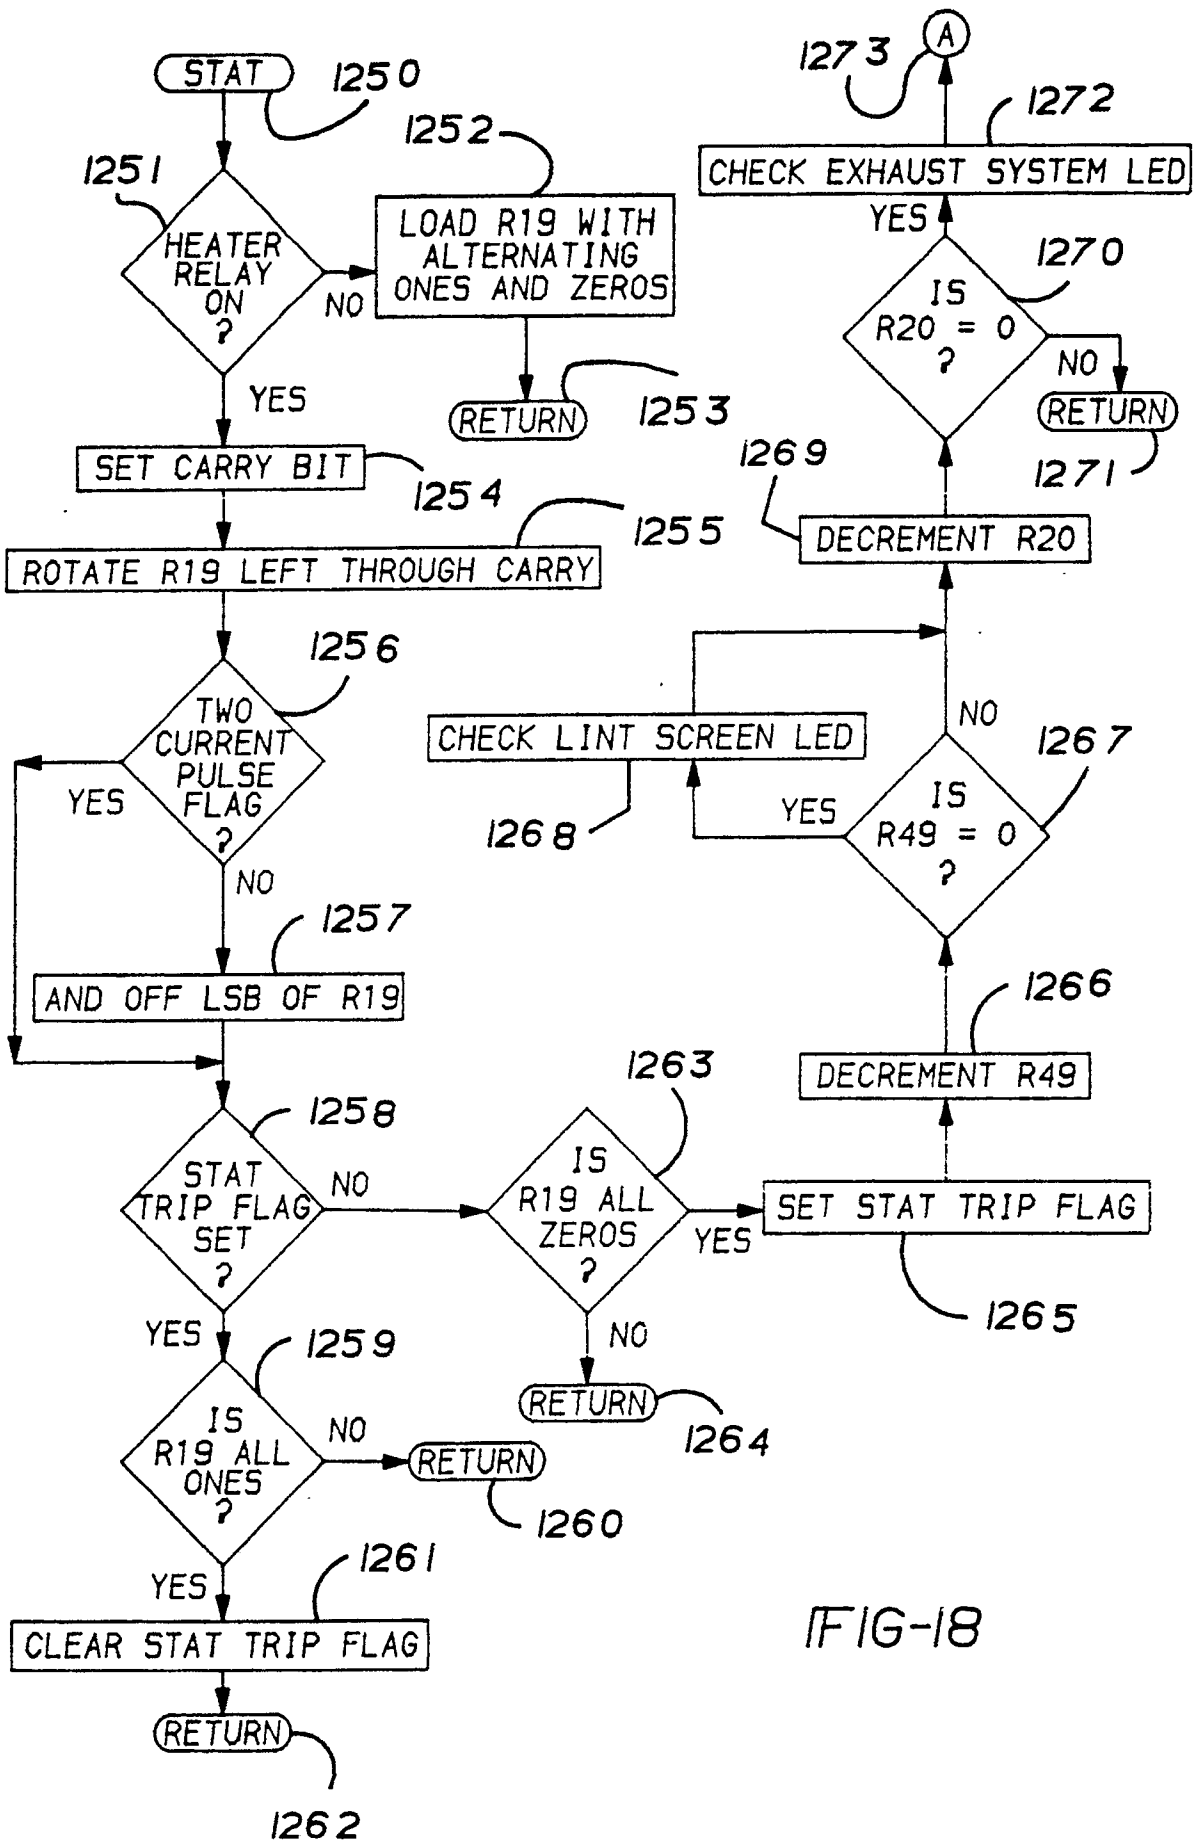 STAT
1250
1251
HEATER
RELAY
ON
?
NO
YES
1252
LOAD R19 WITH
ALTERNATING
ONES AND ZEROS
RETURN
1253
SET CARRY BIT
1254
ROTATE R19 LEFT THROUGH CARRY
1255
TWO
CURRENT
PULSE
FLAG
?
1256
YES
NO
AND OFF LSB OF R19
1257
STAT
TRIP FLAG
SET
?
1258
NO
YES
IS
R19 ALL
ONES
?
1259
NO
RETURN
1260
YES
CLEAR STAT TRIP FLAG
1261
RETURN
1262
IS
R19 ALL
ZEROS
?
1263
NO
RETURN
1264
YES
SET STAT TRIP FLAG
1265
DECREMENT R49
1266
IS
R49 = 0
?
1267
YES
NO
CHECK LINT SCREEN LED
1268
DECREMENT R20
1269
IS
R20 = 0
?
1270
NO
RETURN
1271
YES
CHECK EXHAUST SYSTEM LED
1272
A
1273
FIG-18